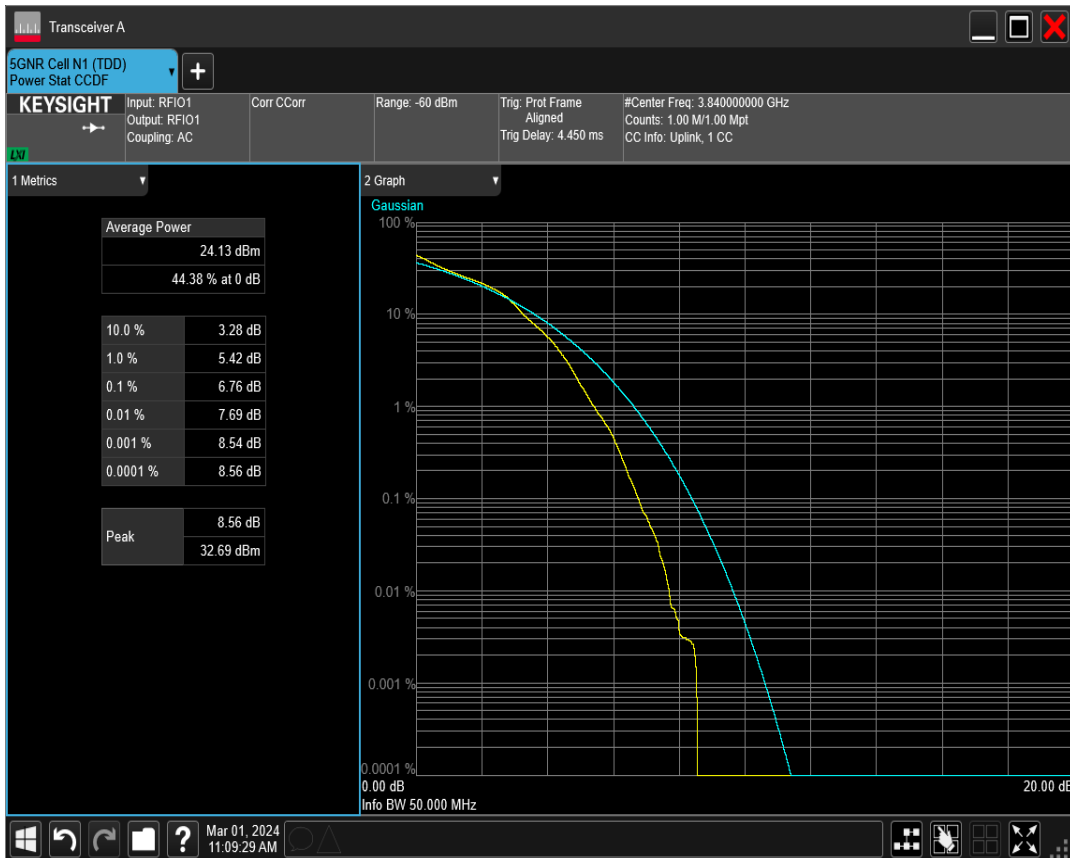 Transceiver A
5GNR Cell N1 (TDD)
Power Stat CCDF
+
KEYSIGHT
LXI
Input: RFIO1
Output: RFIO1
Coupling: AC
Corr CCorr
Range: -60 dBm
Trig: Prot Frame
Aligned
Trig Delay: 4.450 ms
#Center Freq: 3.840000000 GHz
Counts: 1.00 M/1.00 Mpt
CC Info: Uplink, 1 CC
1 Metrics
Average Power
24.13 dBm
44.38 % at 0 dB
10.0 % 3.28 dB
1.0 % 5.42 dB
0.1 % 6.76 dB
0.01 % 7.69 dB
0.001 % 8.54 dB
0.0001 % 8.56 dB
Peak
8.56 dB
32.69 dBm
2 Graph
Gaussian
100 %
10 %
1 %
0.1 %
0.01 %
0.001 %
0.0001 %
0.00 dB 20.00 dB
Info BW 50.000 MHz
?
Mar 01, 2024
11:09:29 AM